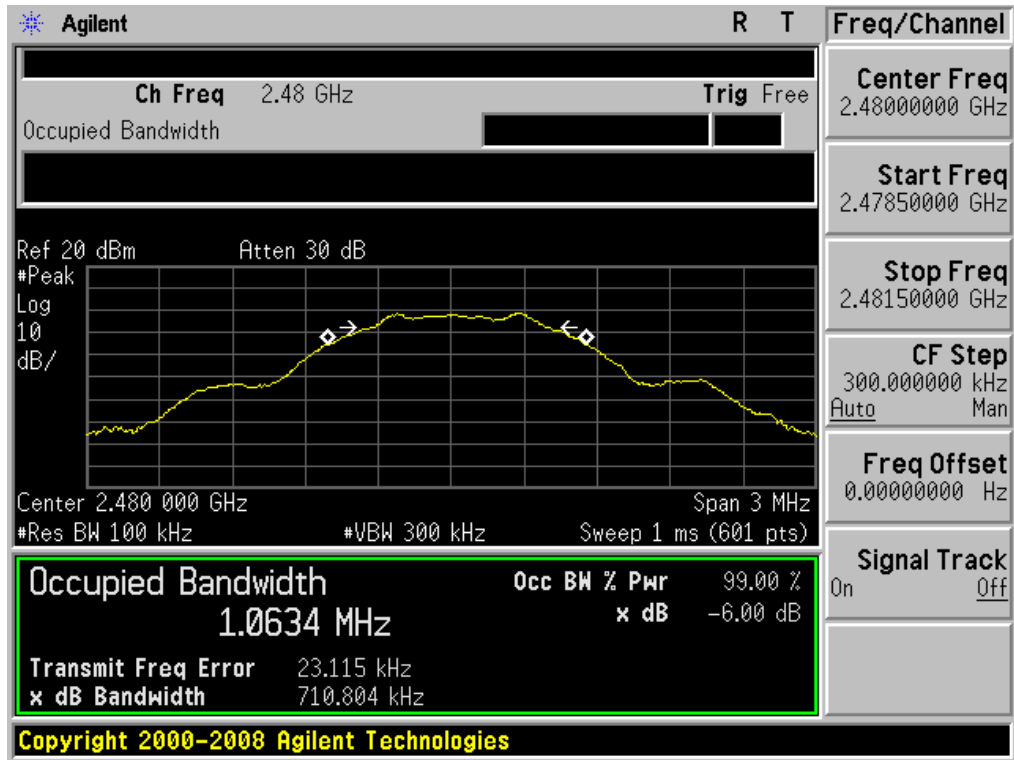 Agilent R T
Ch Freq 2.48 GHz Trig Free
Occupied Bandwidth
Ref 20 dBm Atten 30 dB
#Peak
Log
10
dB/
Center 2.480 000 GHz Span 3 MHz
#Res BW 100 kHz #VBW 300 kHz Sweep 1 ms (601 pts)
Occupied Bandwidth Occ BW % Pwr 99.00 %
1.0634 MHz x dB -6.00 dB
Transmit Freq Error 23.115 kHz
x dB Bandwidth 710.804 kHz
Copyright 2000-2008 Agilent Technologies
Freq/Channel
Center Freq
2.48000000 GHz
Start Freq
2.47850000 GHz
Stop Freq
2.48150000 GHz
CF Step
300.000000 kHz
Auto Man
Freq Offset
0.00000000 Hz
Signal Track
On Off